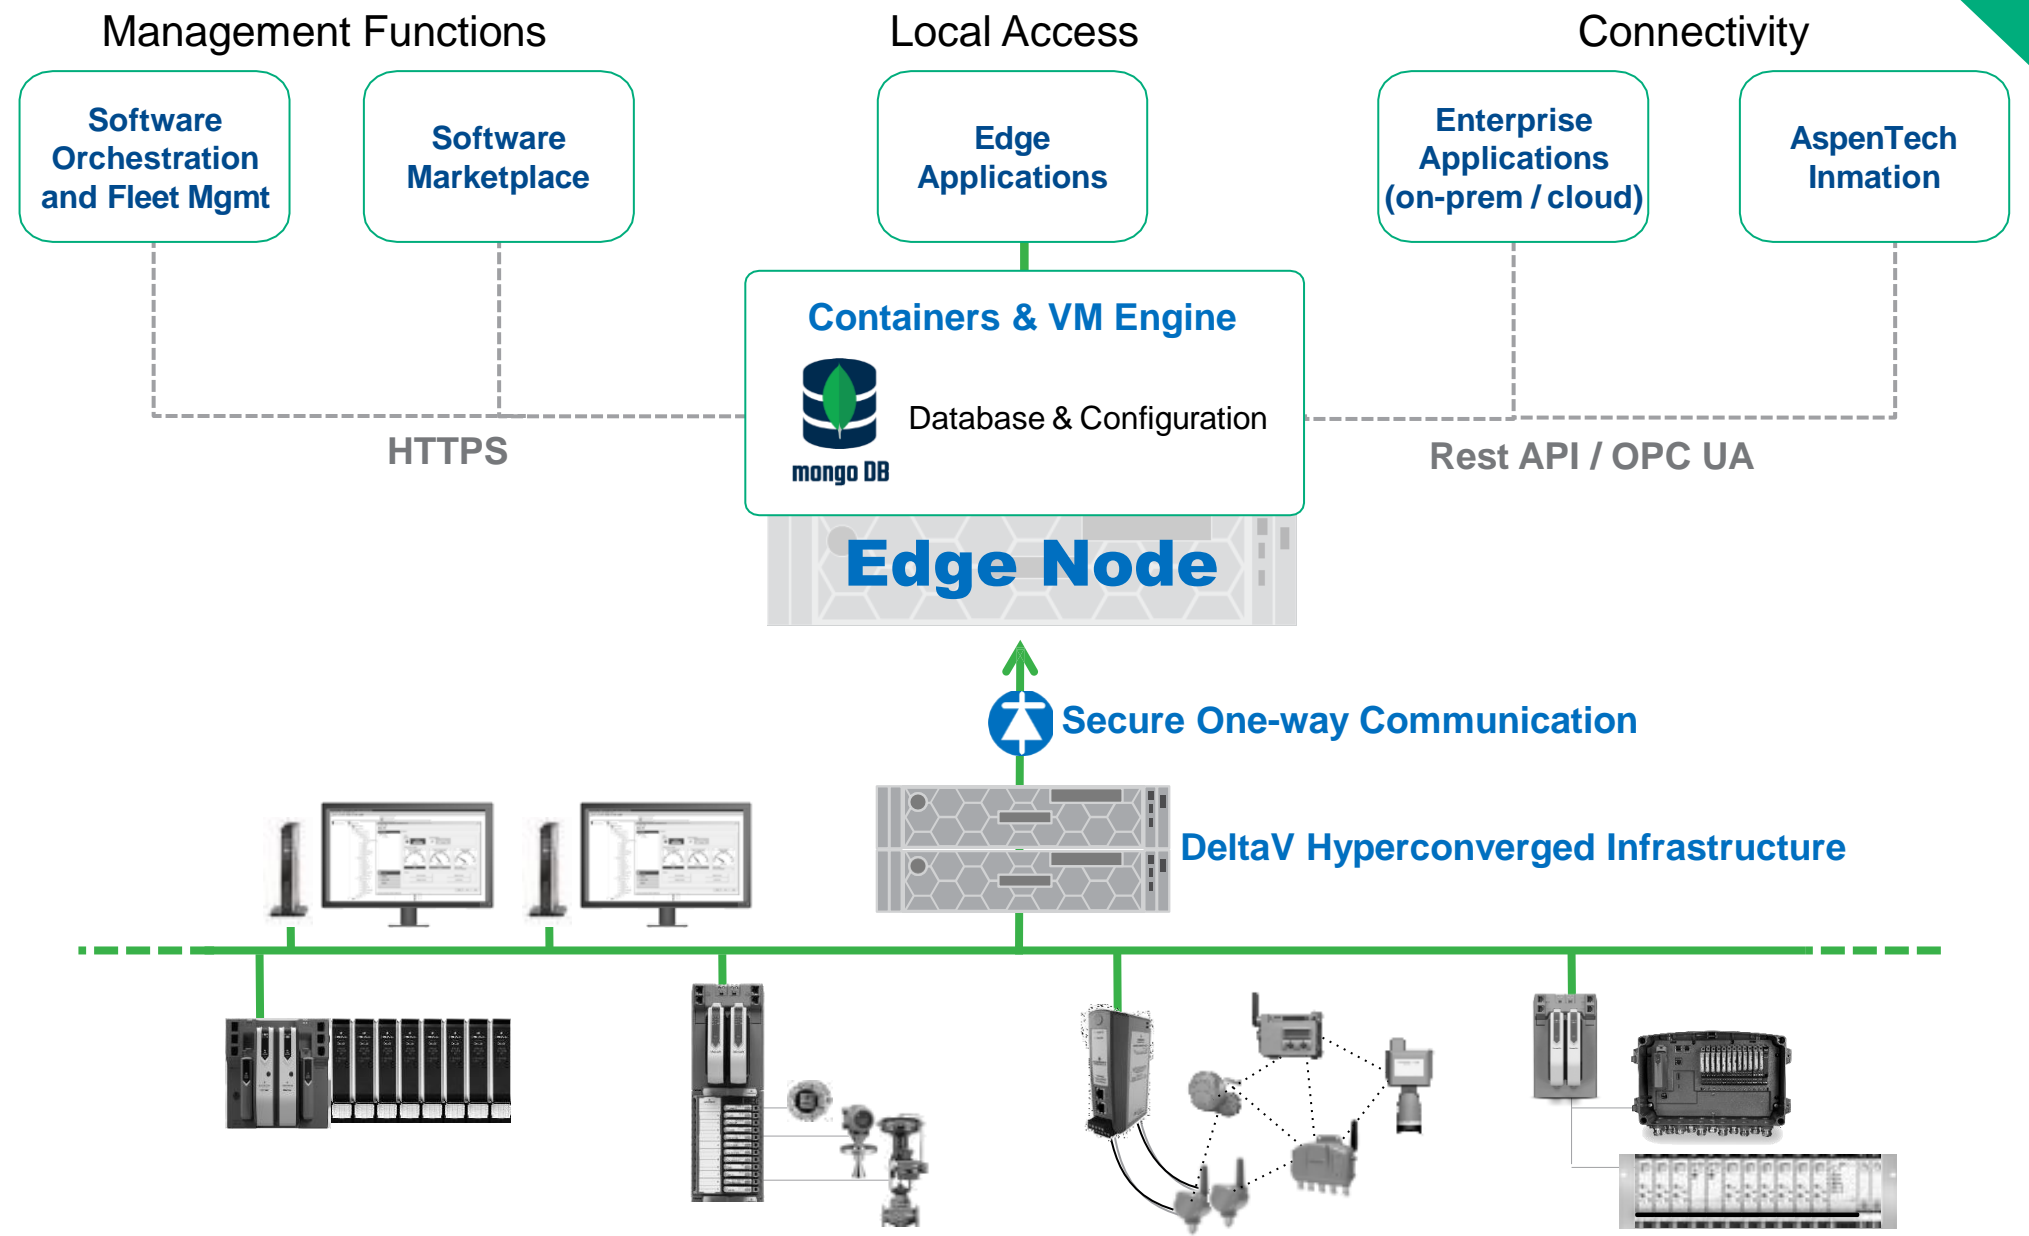 Management Functions
Local Access
Connectivity
Software
Orchestration
and Fleet Mgmt
Software
Marketplace
Edge
Applications
Enterprise
Applications
(on-prem / cloud)
AspenTech
Inmation
Containers & VM Engine
Database & Configuration
mongo DB
HTTPS
Rest API / OPC UA
Edge Node
Secure One-way Communication
DeltaV Hyperconverged Infrastructure